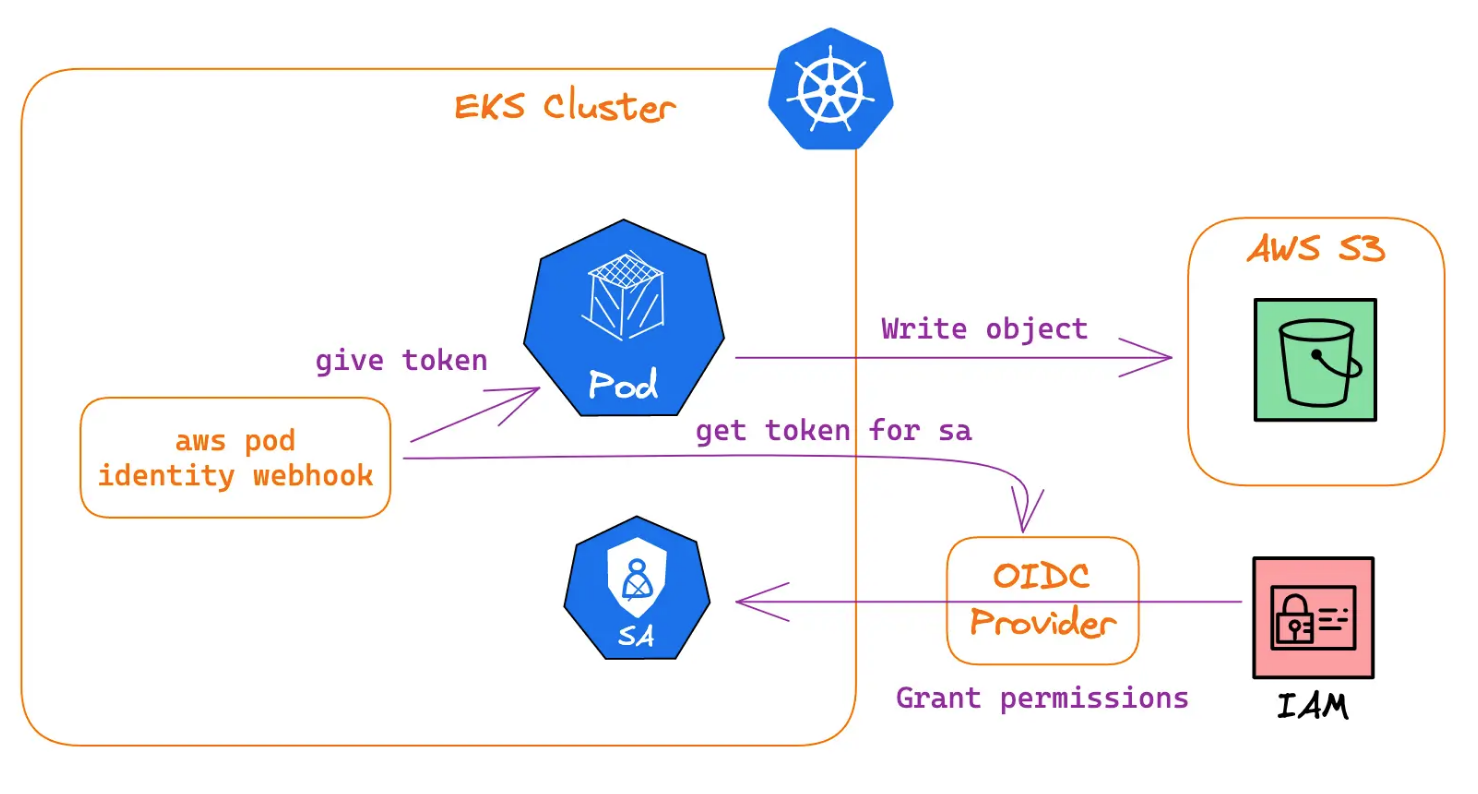 EKS Cluster
AWS S3
Write object
give token
Pod
get token for sa
aws pod
identity webhook
OIDC
Provider
SA
Grant permissions
IAM